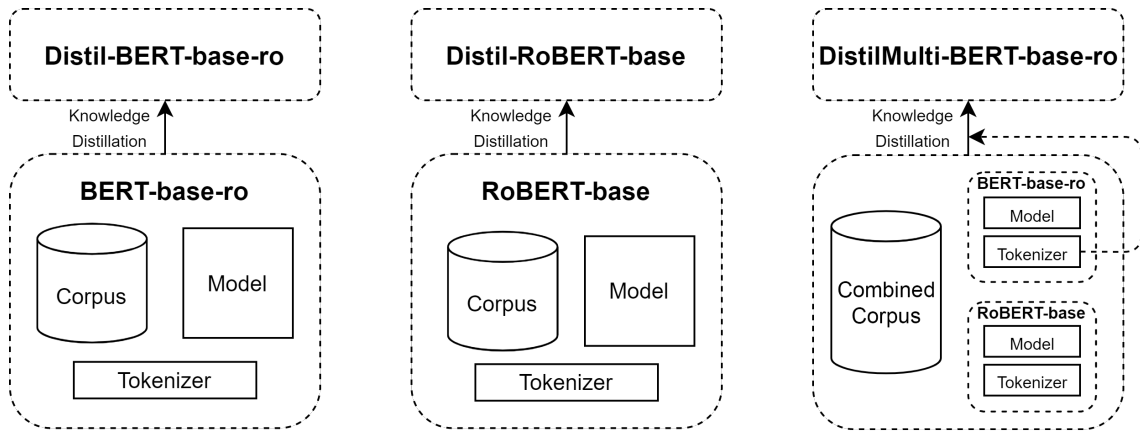 Distil-BERT-base-ro
Knowledge
Distillation
BERT-base-ro
Corpus
Model
Tokenizer
Distil-RoBERT-base
Knowledge
Distillation
RoBERT-base
Corpus
Model
Tokenizer
DistilMulti-BERT-base-ro
Knowledge
Distillation
Combined
Corpus
BERT-base-ro
Model
Tokenizer
RoBERT-base
Model
Tokenizer